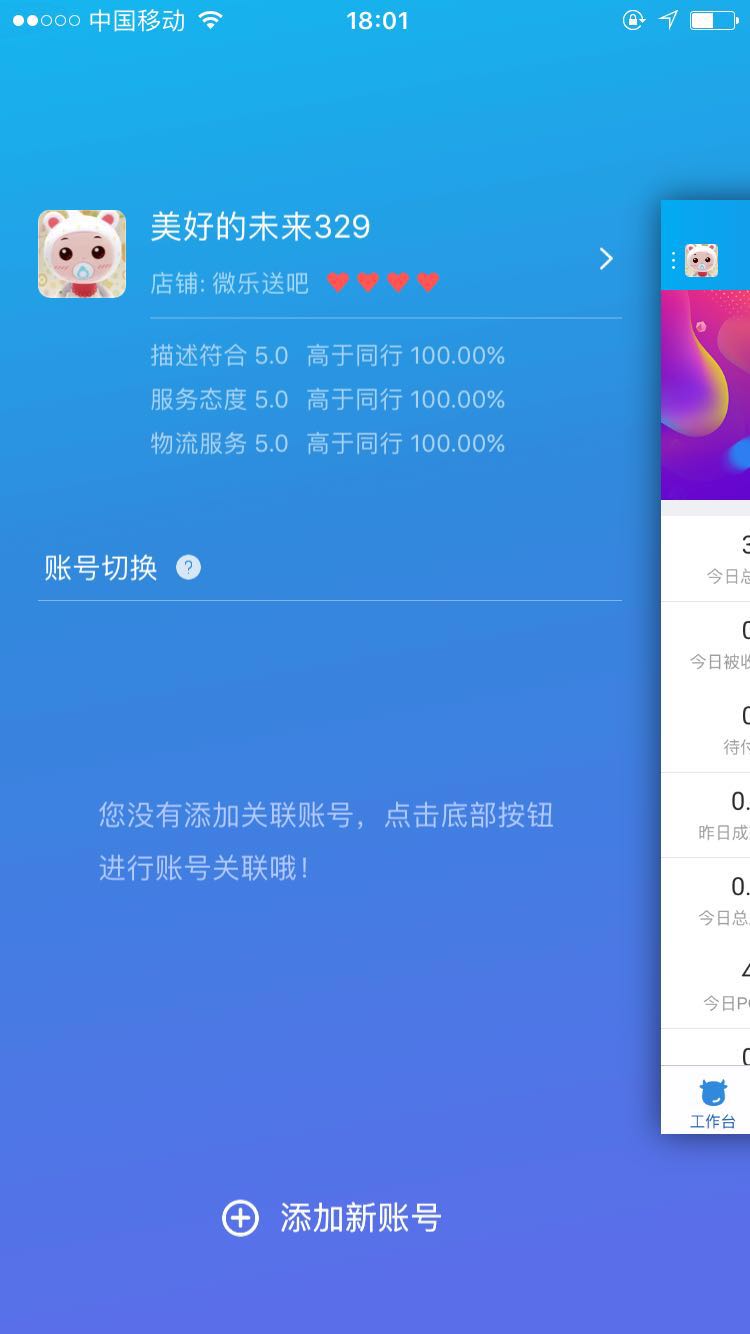 中国移动
18:01
美好的未来329
店铺: 微乐送吧
描述符合 5.0 高于同行 100.00%
服务态度 5.0 高于同行 100.00%
物流服务 5.0 高于同行 100.00%
账号切换 ?
您没有添加关联账号，点击底部按钮
进行账号关联哦！
添加新账号
3
今日总
0
今日被收
0
待付
0.
昨日成
0.
今日总
4
今日P
0
工作台